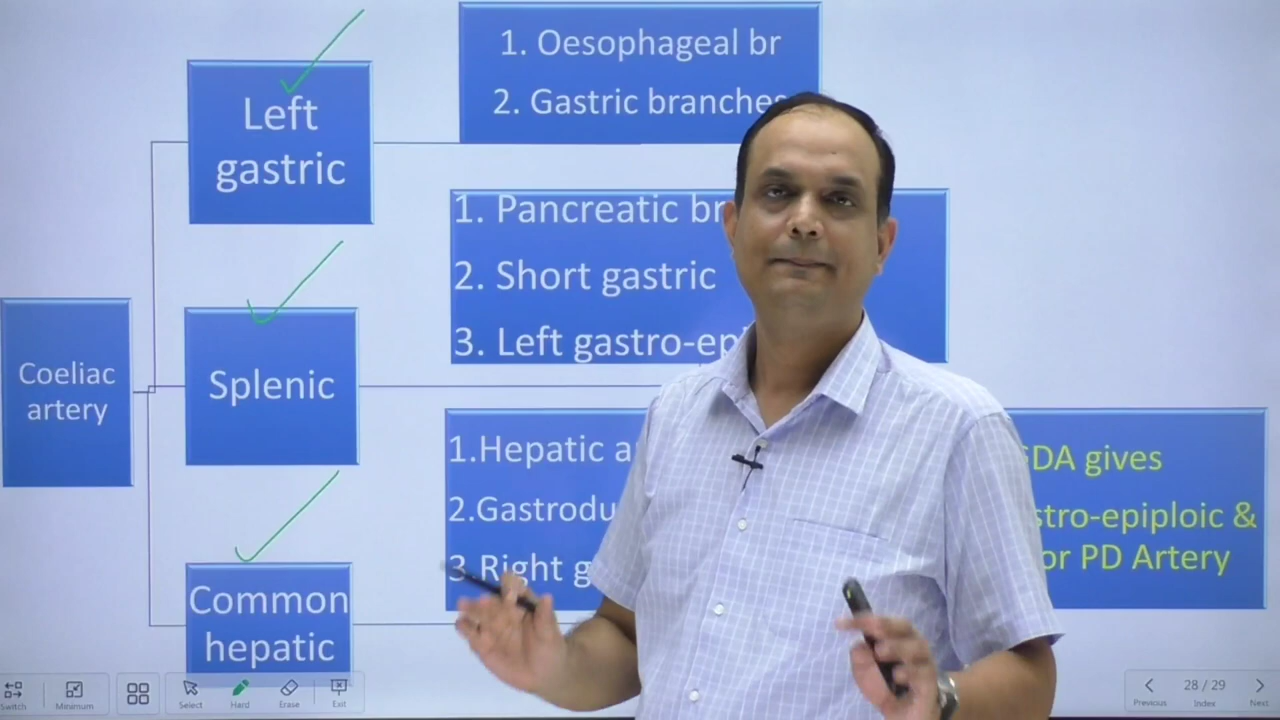 1. Oesophageal br
2. Gastric branches
Left
gastric
1. Pancreatic br
2. Short gastric
3. Left gastro-ep
Coeliac
artery
Splenic
1.Hepatic a
2.Gastrodu
3.Right g
GDA gives
stro-epiploic &
or PD Artery
Common
hepatic
Switch
Minimum
Select
Hard
Erase
Exit
Previous
28 / 29
Index
Next